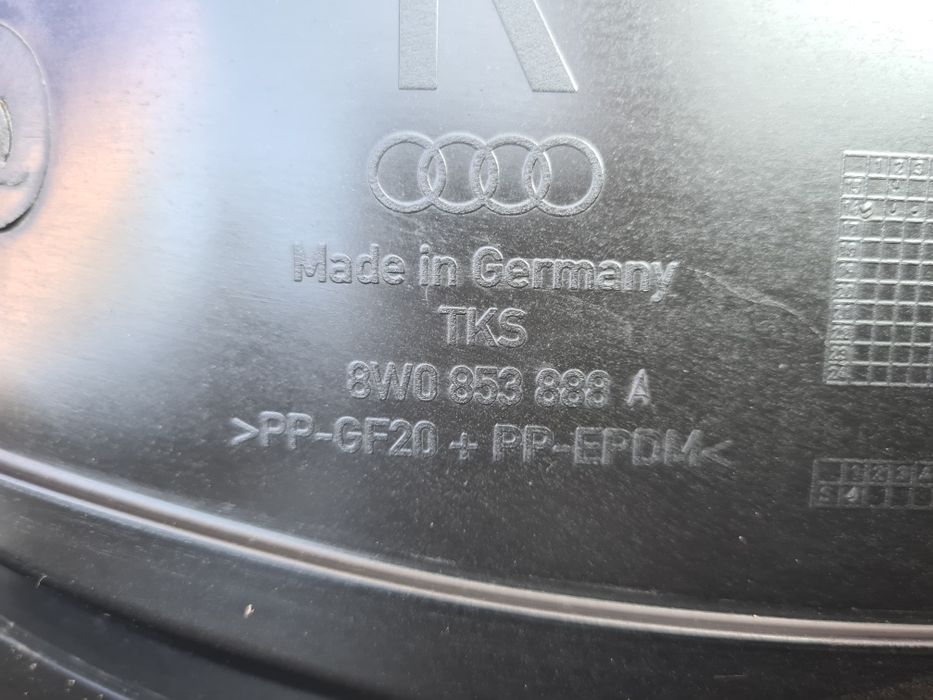 R
Made in Germany
TKS
8W0 853 888 A
>PP-GF20 + PP-EPDM<